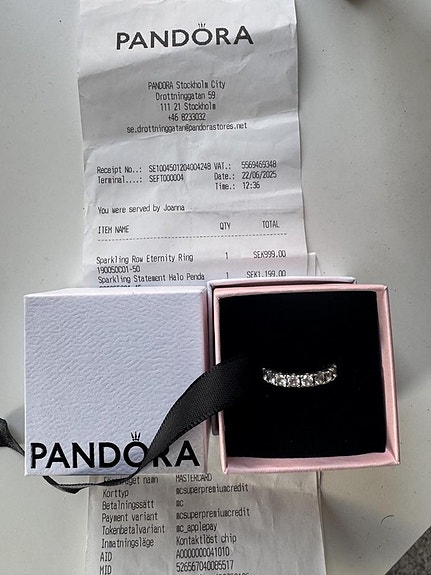 PANDORA
PANDORA Stockholm City
Drottninggatan 59
111 21 Stockholm
+46 8233032
se.drottninggatan@pandorastores.net
Receipt No..: SE1004501204004248 VAT.: 5569469348
Terminal....: SEFT000004 Date.: 22/06/2025
Time.: 12:36
You were served by Joanna
ITEM NAME QTY TOTAL
Sparkling Row Eternity Ring 1 SEK999.00
190050C01-50
Sparkling Statement Halo Penda 1 SEK1,199.00
PANDORA
namn MASTERCARD
Korttyp mcsuperpremiumcredit
Betalningssätt mc
Payment variant mcsuperpremiumcredit
Tokenbetalvariant mc_applepay
Inmatningsläge Kontaktlöst chip
AID A0000000041010
MID 526567040085517